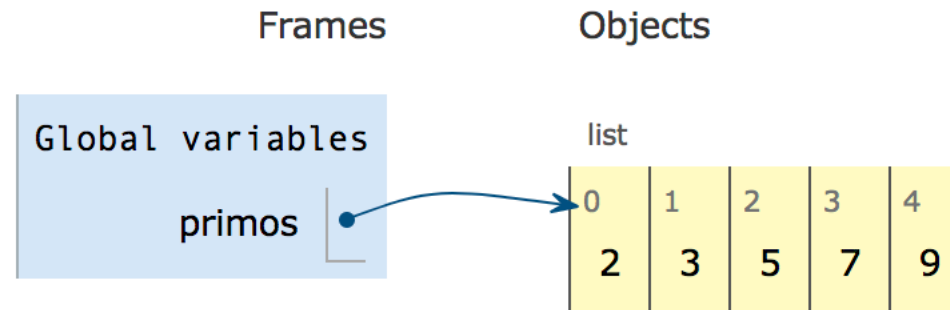 Frames Objects
Global variables
list
primos
0 1 2 3 4
2 3 5 7 9